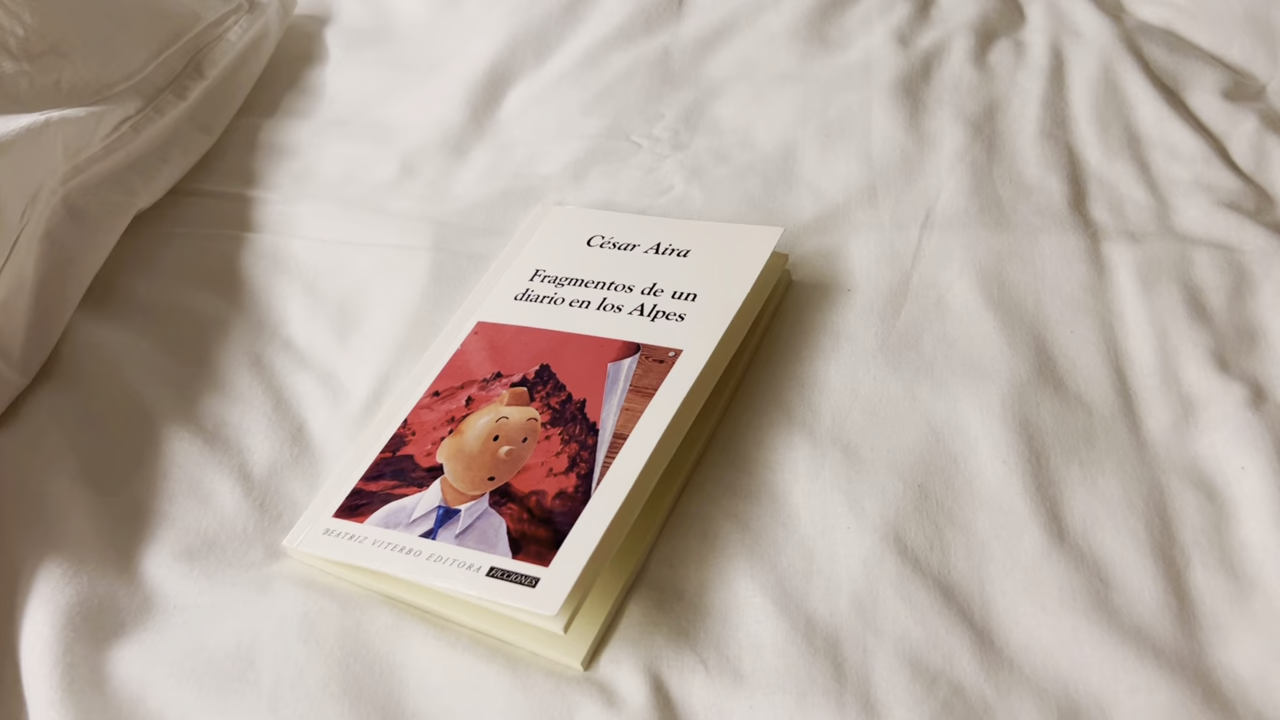 César Aira
Fragmentos de un
diario en los Alpes
BEATRIZ VITERBO EDITORA FICCIONES